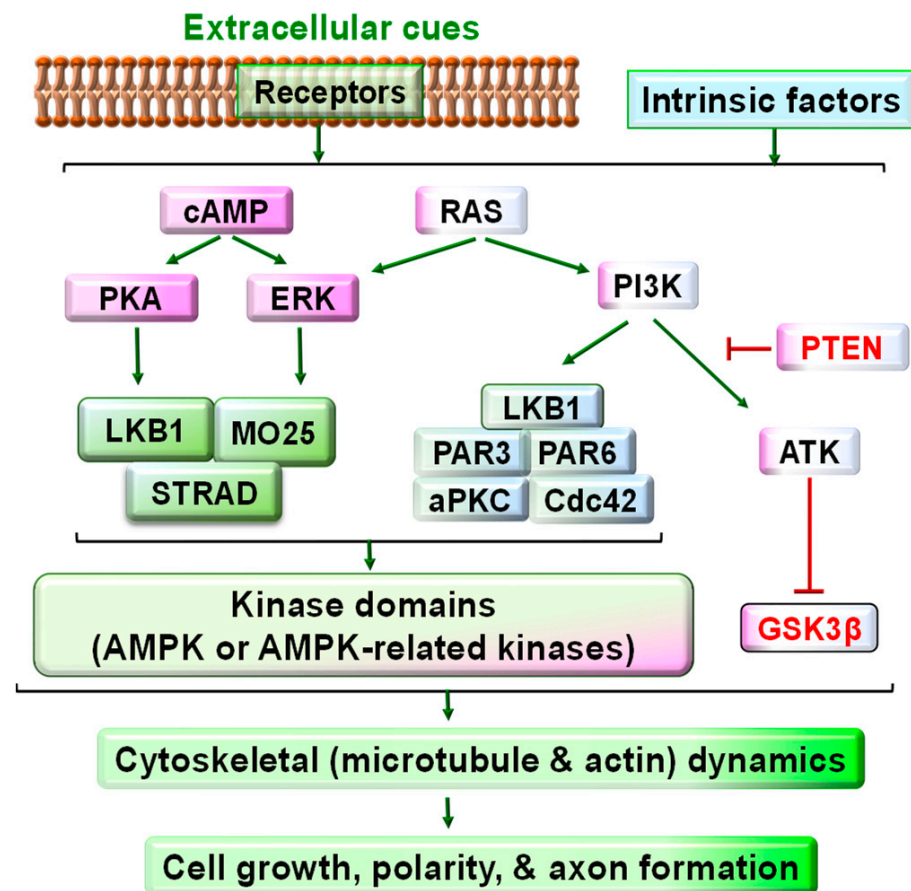 Extracellular cues
Receptors
Intrinsic factors
cAMP
RAS
PKA
ERK
PI3K
PTEN
LKB1
MO25
STRAD
LKB1
PAR3
PAR6
aPKC
Cdc42
ATK
GSK3β
Kinase domains
(AMPK or AMPK-related kinases)
Cytoskeletal (microtubule & actin) dynamics
Cell growth, polarity, & axon formation